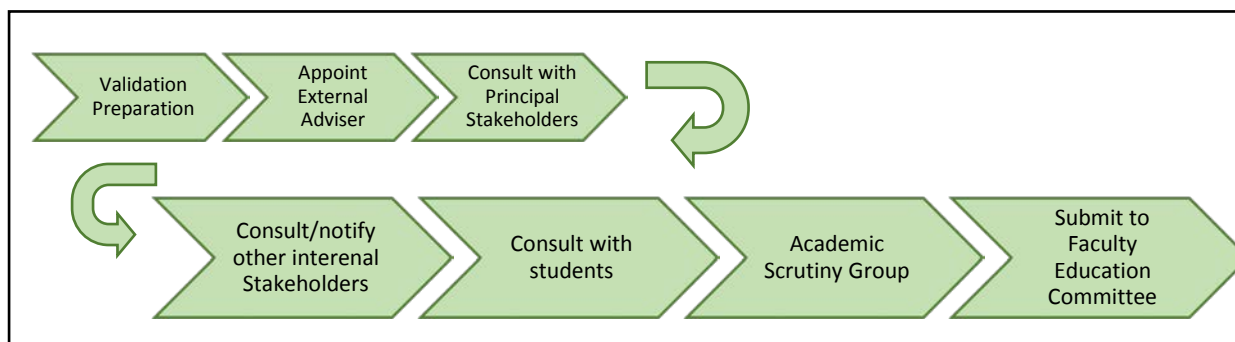 Validation
Preparation
Appoint
External
Adviser
Consult with
Principal
Stakeholders
Consult/notify
other interenal
Stakeholders
Consult with
students
Academic
Scrutiny Group
Submit to
Faculty
Education
Committee